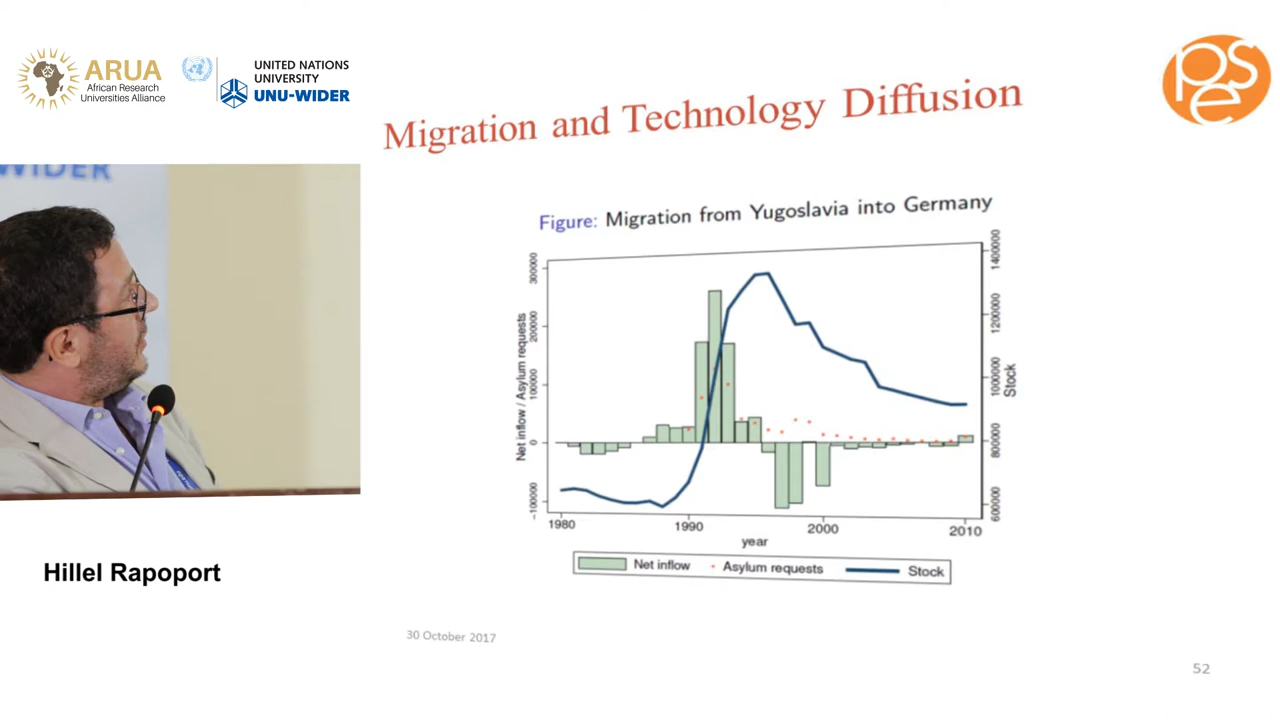 ARUA
African Research
Universities Alliance
UNITED NATIONS
UNIVERSITY
UNU-WIDER
pse
Migration and Technology Diffusion
WIDER
Figure: Migration from Yugoslavia into Germany
Net inflow / Asylum requests
300000
200000
100000
0
-100000
Stock
1400000
1200000
1000000
800000
600000
1980
1990
2000
2010
year
Net inflow
Asylum requests
Stock
Hillel Rapoport
30 October 2017
52